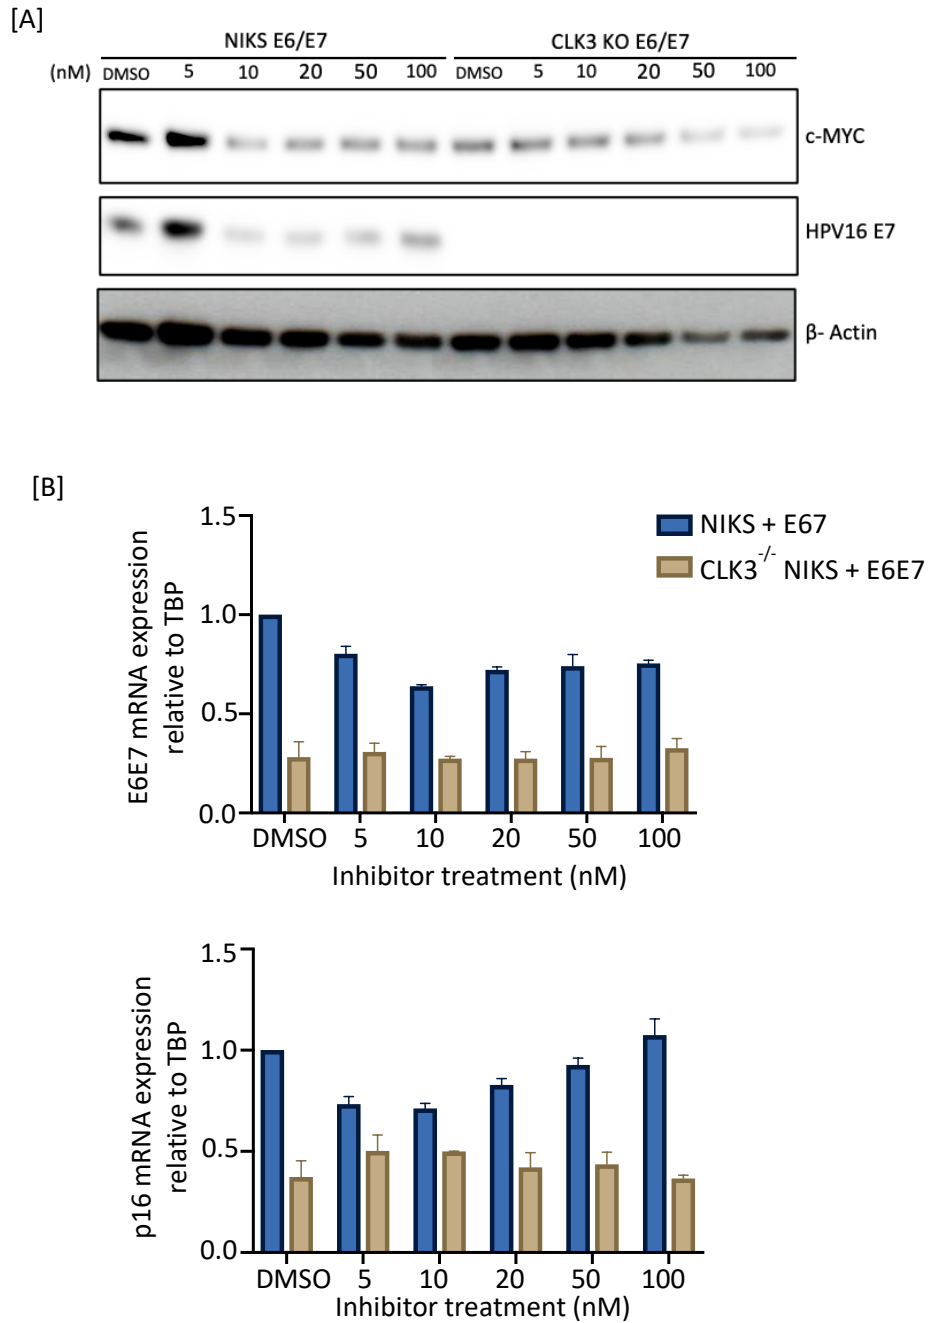 [A]
NIKS E6/E7 CLK3 KO E6/E7
(nM) DMSO 5 10 20 50 100 DMSO 5 10 20 50 100
c-MYC
HPV16 E7
β- Actin
[B]
NIKS + E67
CLK3-/- NIKS + E6E7
E6E7 mRNA expression
relative to TBP
1.5
1.0
0.5
0.0
DMSO 5 10 20 50 100
Inhibitor treatment (nM)
p16 mRNA expression
relative to TBP
1.5
1.0
0.5
0.0
DMSO 5 10 20 50 100
Inhibitor treatment (nM)